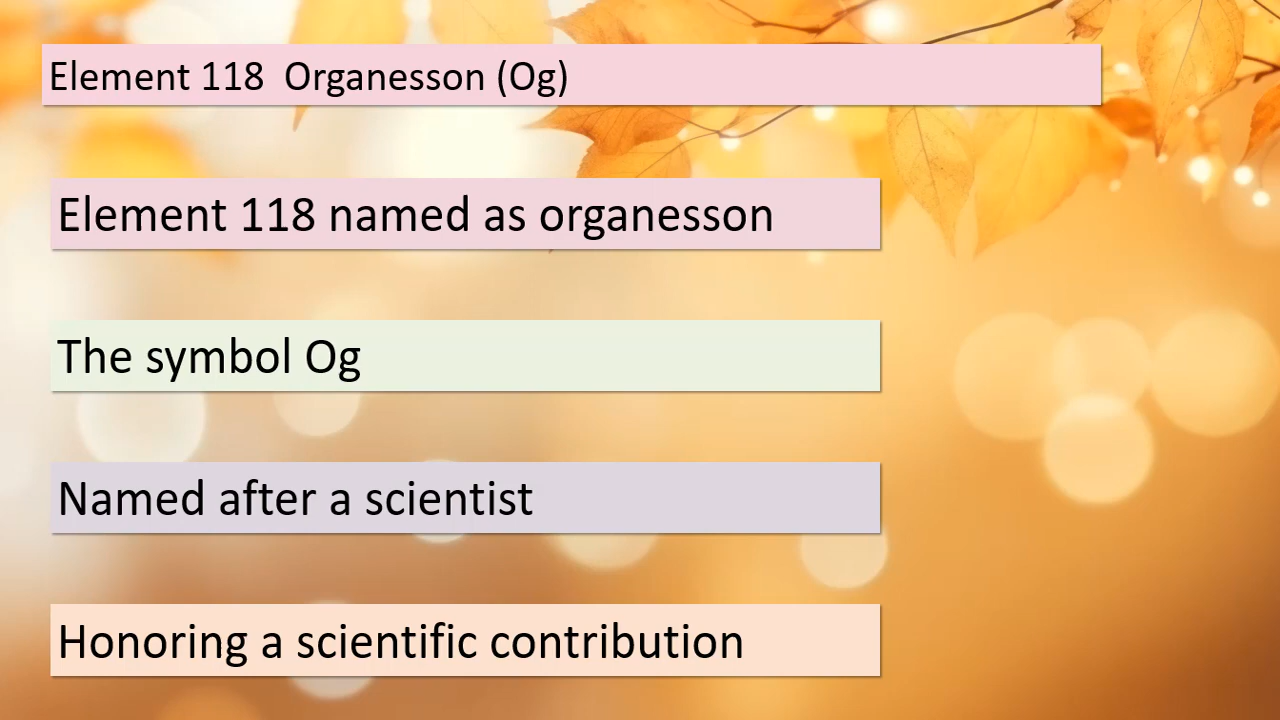 Element 118  Organesson (Og)
Element 118 named as organesson
The symbol Og
Named after a scientist
Honoring a scientific contribution